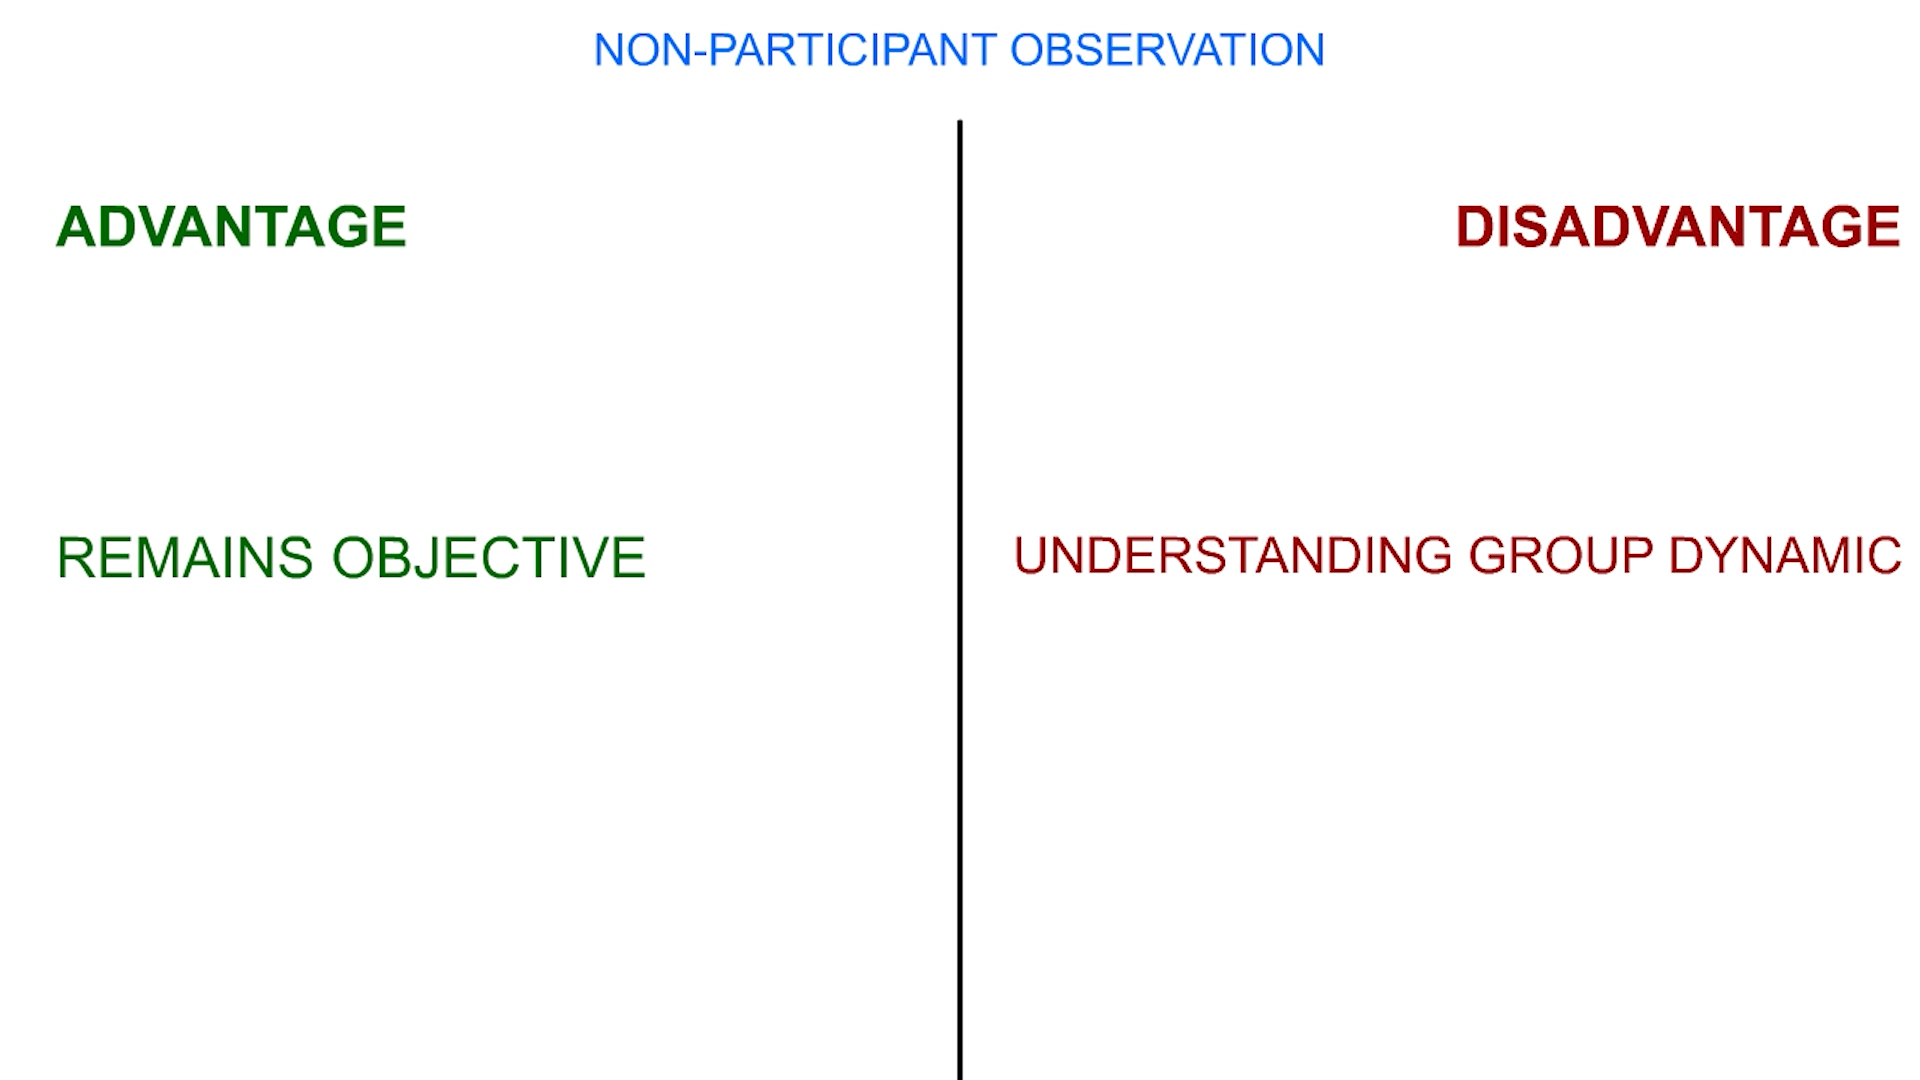 NON-PARTICIPANT OBSERVATION
ADVANTAGE
DISADVANTAGE
REMAINS OBJECTIVE
UNDERSTANDING GROUP DYNAMIC